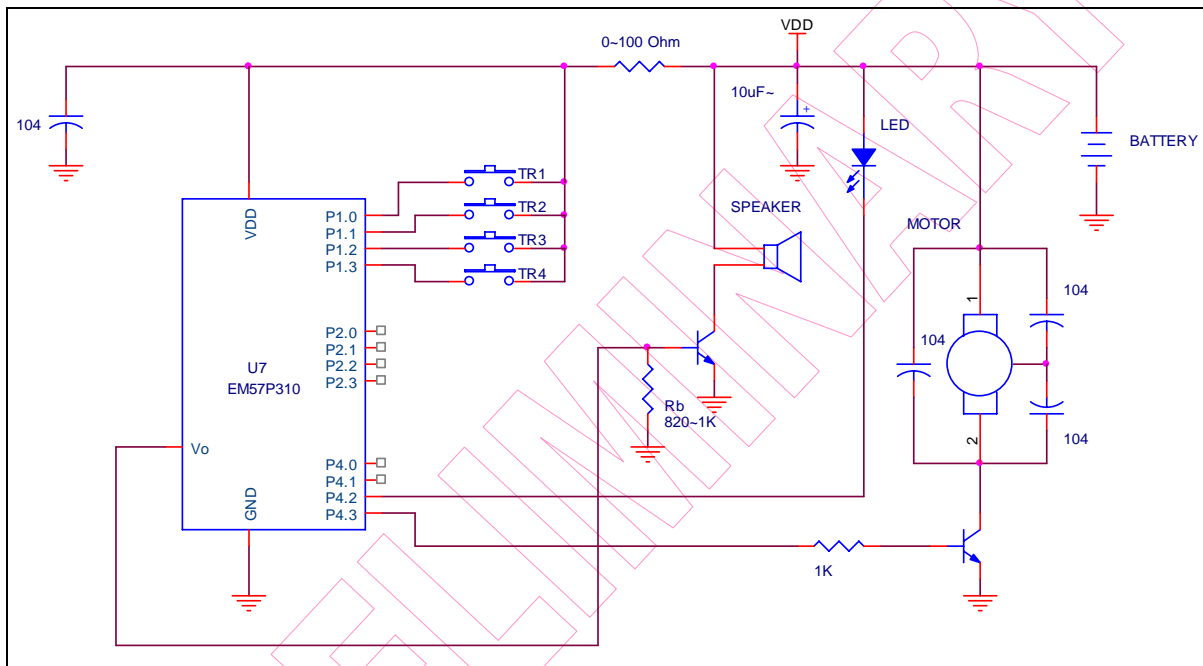 VDD
0~100 Ohm
10uF~
+
LED
104
BATTERY
TR1
TR2
TR3
TR4
SPEAKER
MOTOR
VDD
P1.0
P1.1
P1.2
P1.3
P2.0
P2.1
P2.2
P2.3
U7
EM57P310
Vo
GND
P4.0
P4.1
P4.2
P4.3
Rb
820~1K
1K
1
2
104
104
104
PRELIMINARY